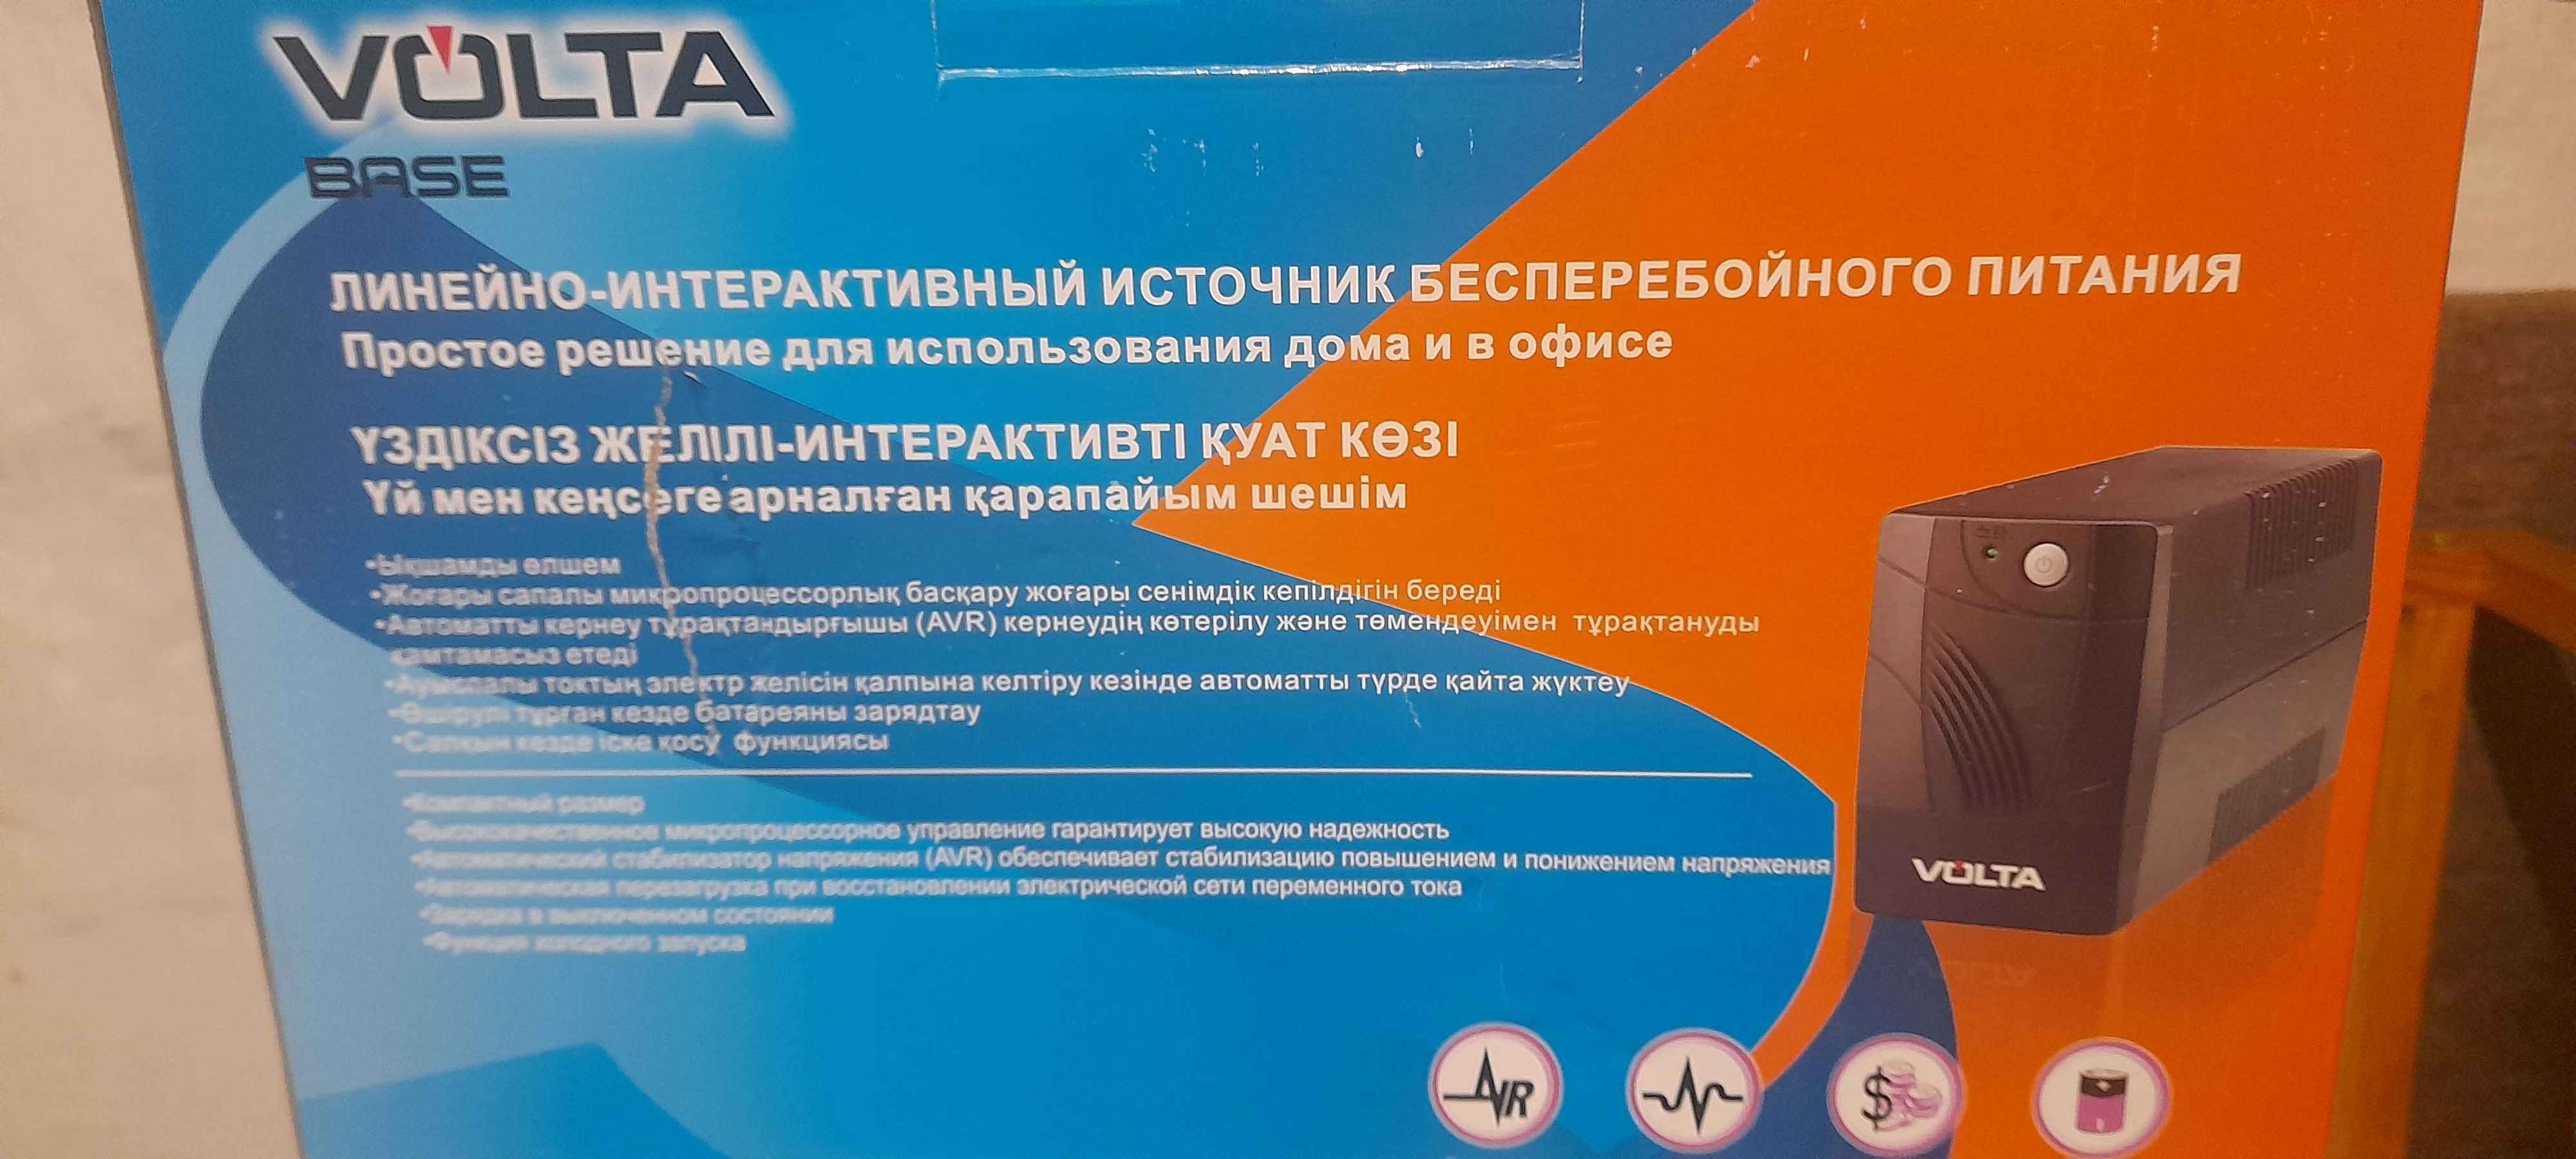 VOLTA
BASE
ЛИНЕЙНО-ИНТЕРАКТИВНЫЙ ИСТОЧНИК БЕСПЕРЕБОЙНОГО ПИТАНИЯ
Простое решение для использования дома и в офисе
ҮЗДІКСІЗ ЖЕЛІЛІ-ИНТЕРАКТИВТІ ҚУАТ КӨЗІ
Үй мен кеңсеге арналған қарапайым шешім
•Ықшамды өлшем
•Жоғары сапалы микропроцессорлық басқару жоғары сенімдік кепілдігін береді
•Автоматты кернеу тұрақтандырғышы (AVR) кернеудің көтерілу және төмендеуімен тұрақтануды
қамтамасыз етеді
•Ауыспалы токтың электр желісін қалпына келтіру кезінде автоматты түрде қайта жүктеу
•Өшірулі тұрған кезде батареяны зарядтау
•Салқын кезде іске қосу функциясы
•Компактный размер
•Высококачественное микропроцессорное управление гарантирует высокую надежность
•Автоматический стабилизатор напряжения (AVR) обеспечивает стабилизацию повышением и понижением напряжения
•Автоматическая перезагрузка при восстановлении электрической сети переменного тока
•Зарядка в выключенном состоянии
•Функция холодного запуска
VOLTA
AVR
$